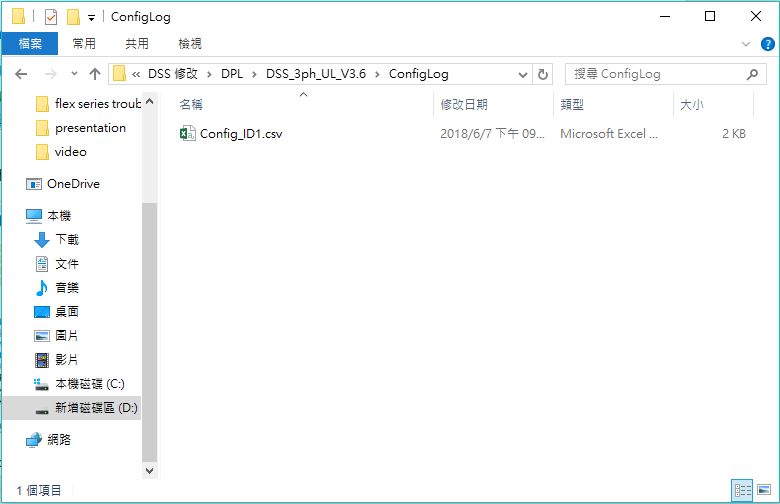 ConfigLog
檔案 常用 共用 檢視
« DSS 修改 > DPL > DSS_3ph_UL_V3.6 > ConfigLog
搜尋 ConfigLog
名稱 修改日期 類型 大小
Config_ID1.csv 2018/6/7 下午 09... Microsoft Excel ... 2 KB
flex series troub
presentation
video
OneDrive
本機
下載
文件
音樂
桌面
圖片
影片
本機磁碟 (C:)
新增磁碟區 (D:)
網路
1 個項目